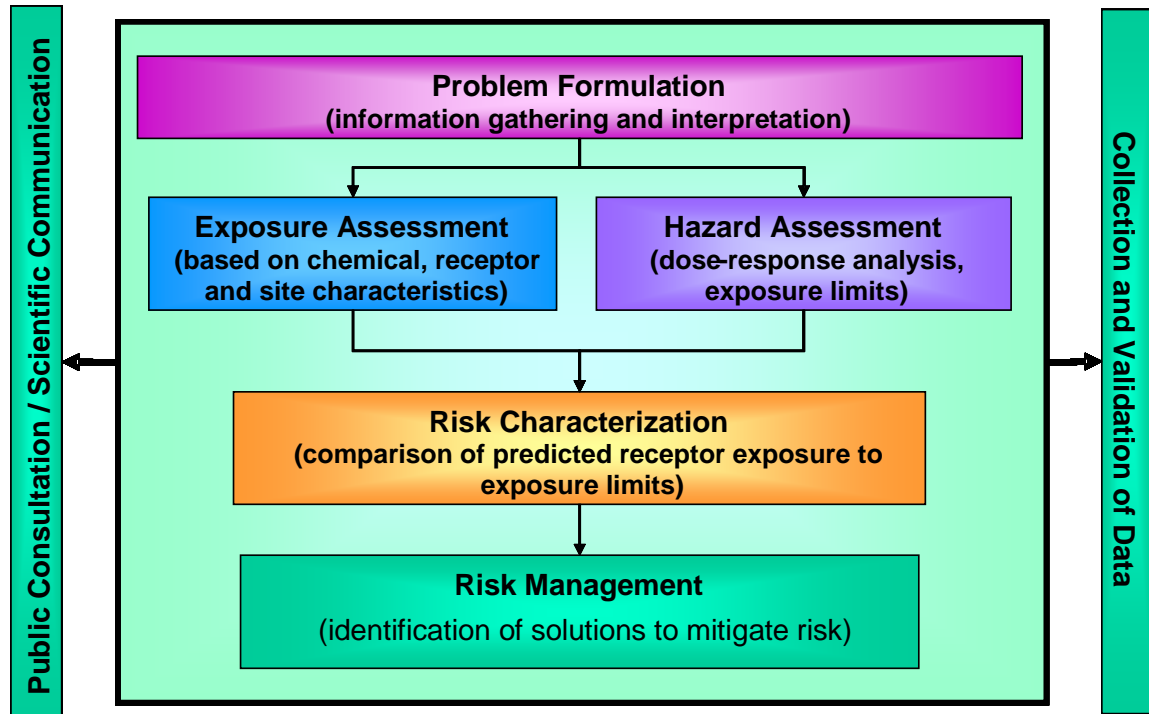 Public Consultation / Scientific Communication
Problem Formulation
(information gathering and interpretation)
Exposure Assessment
(based on chemical, receptor
and site characteristics)
Hazard Assessment
(dose-response analysis,
exposure limits)
Risk Characterization
(comparison of predicted receptor exposure to
exposure limits)
Risk Management
(identification of solutions to mitigate risk)
Collection and Validation of Data